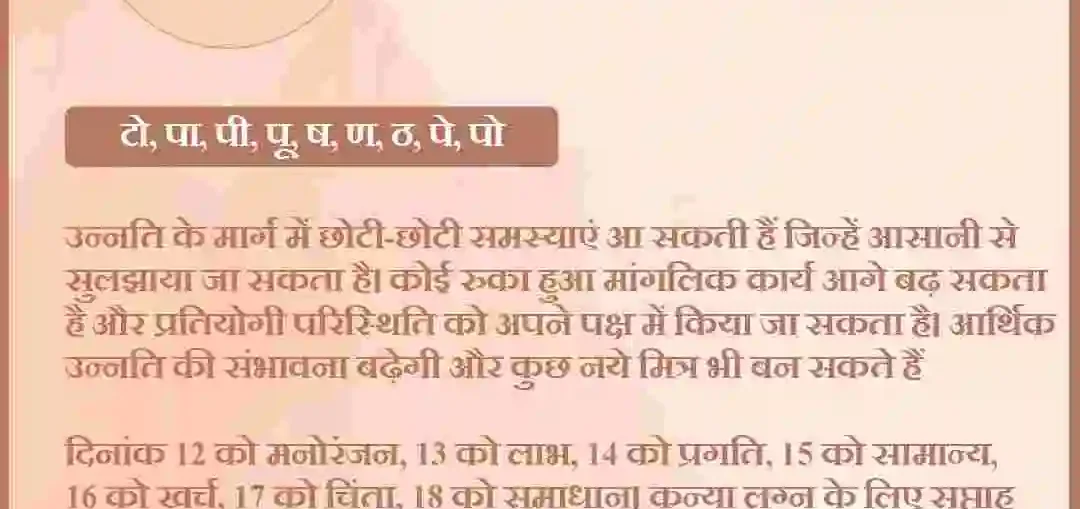 टो, पा, पी, पू, ष, ण, ठ, पे, पो
उन्नति के मार्ग में छोटी-छोटी समस्याएं आ सकती हैं जिन्हें आसानी से
सुलझाया जा सकता है। कोई रुका हुआ मांगलिक कार्य आगे बढ़ सकता
है और प्रतियोगी परिस्थिति को अपने पक्ष में किया जा सकता है। आर्थिक
उन्नति की संभावना बढ़ेगी और कुछ नये मित्र भी बन सकते हैं
दिनांक 12 को मनोरंजन, 13 को लाभ, 14 को प्रगति, 15 को सामान्य,
16 को खर्च, 17 को चिंता, 18 को समाधान। कन्या लग्न के लिए सप्ताह